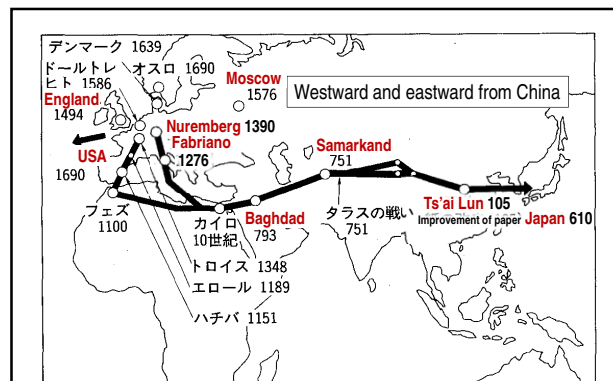 デンマーク 1639
ドールトレ オスロ 1690
ヒト 1586
Moscow
1576
England
1494
Westward and eastward from China
Nuremberg 1390
Fabriano
1276
USA
1690
Samarkand
751
フェズ
1100
カイロ
10世紀
Baghdad
793
タラスの戦い
751
Ts'ai Lun 105
Improvement of paper Japan 610
トロイス 1348
エロール 1189
ハチバ 1151